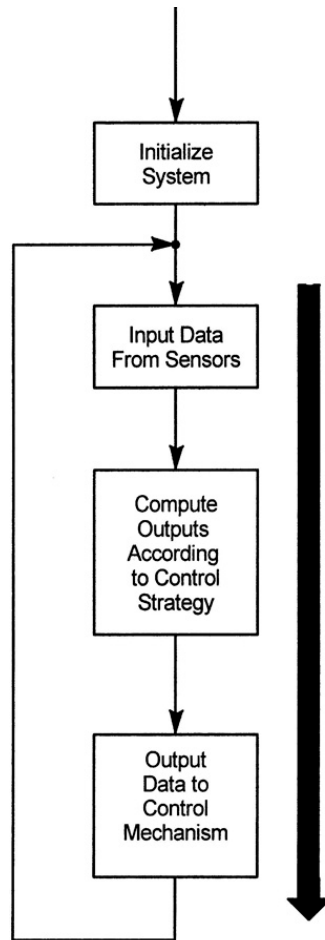 Initialize
System
Input Data
From Sensors
Compute
Outputs
According
to Control
Strategy
Output
Data to
Control
Mechanism